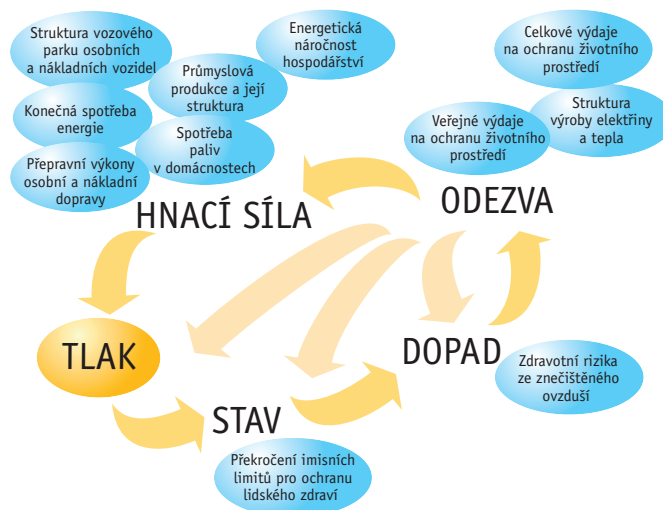 Struktura vozového
parku osobních
a nákladních vozidel
Energetická
náročnost
hospodářství
Průmyslová
produkce a její
struktura
Konečná spotřeba
energie
Spotřeba
paliv
v domácnostech
Přepravní výkony
osobní a nákladní
dopravy
Celkové výdaje
na ochranu životního
prostředí
Struktura
výroby elektřiny
a tepla
Veřejné výdaje
na ochranu životního
prostředí
HNACÍ SÍLA
ODEZVA
TLAK
DOPAD
Zdravotní rizika
ze znečištěného
ovzduší
STAV
Překročení imisních
limitů pro ochranu
lidského zdraví